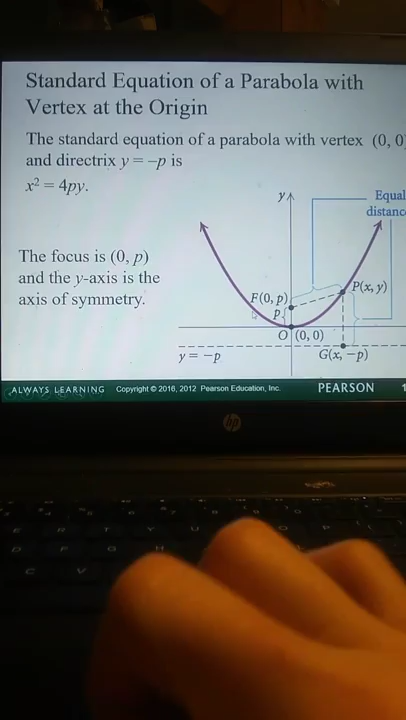 Standard Equation of a Parabola with
Vertex at the Origin
The standard equation of a parabola with vertex (0, 0)
and directrix y = −p is
x² = 4py.
The focus is (0, p)
and the y-axis is the
axis of symmetry.
y
Equal
distance
F(0, p)
P(x, y)
p
O (0, 0)
y = −p
G(x, −p)
ALWAYS LEARNING Copyright © 2016, 2012 Pearson Education, Inc. PEARSON 1
hp